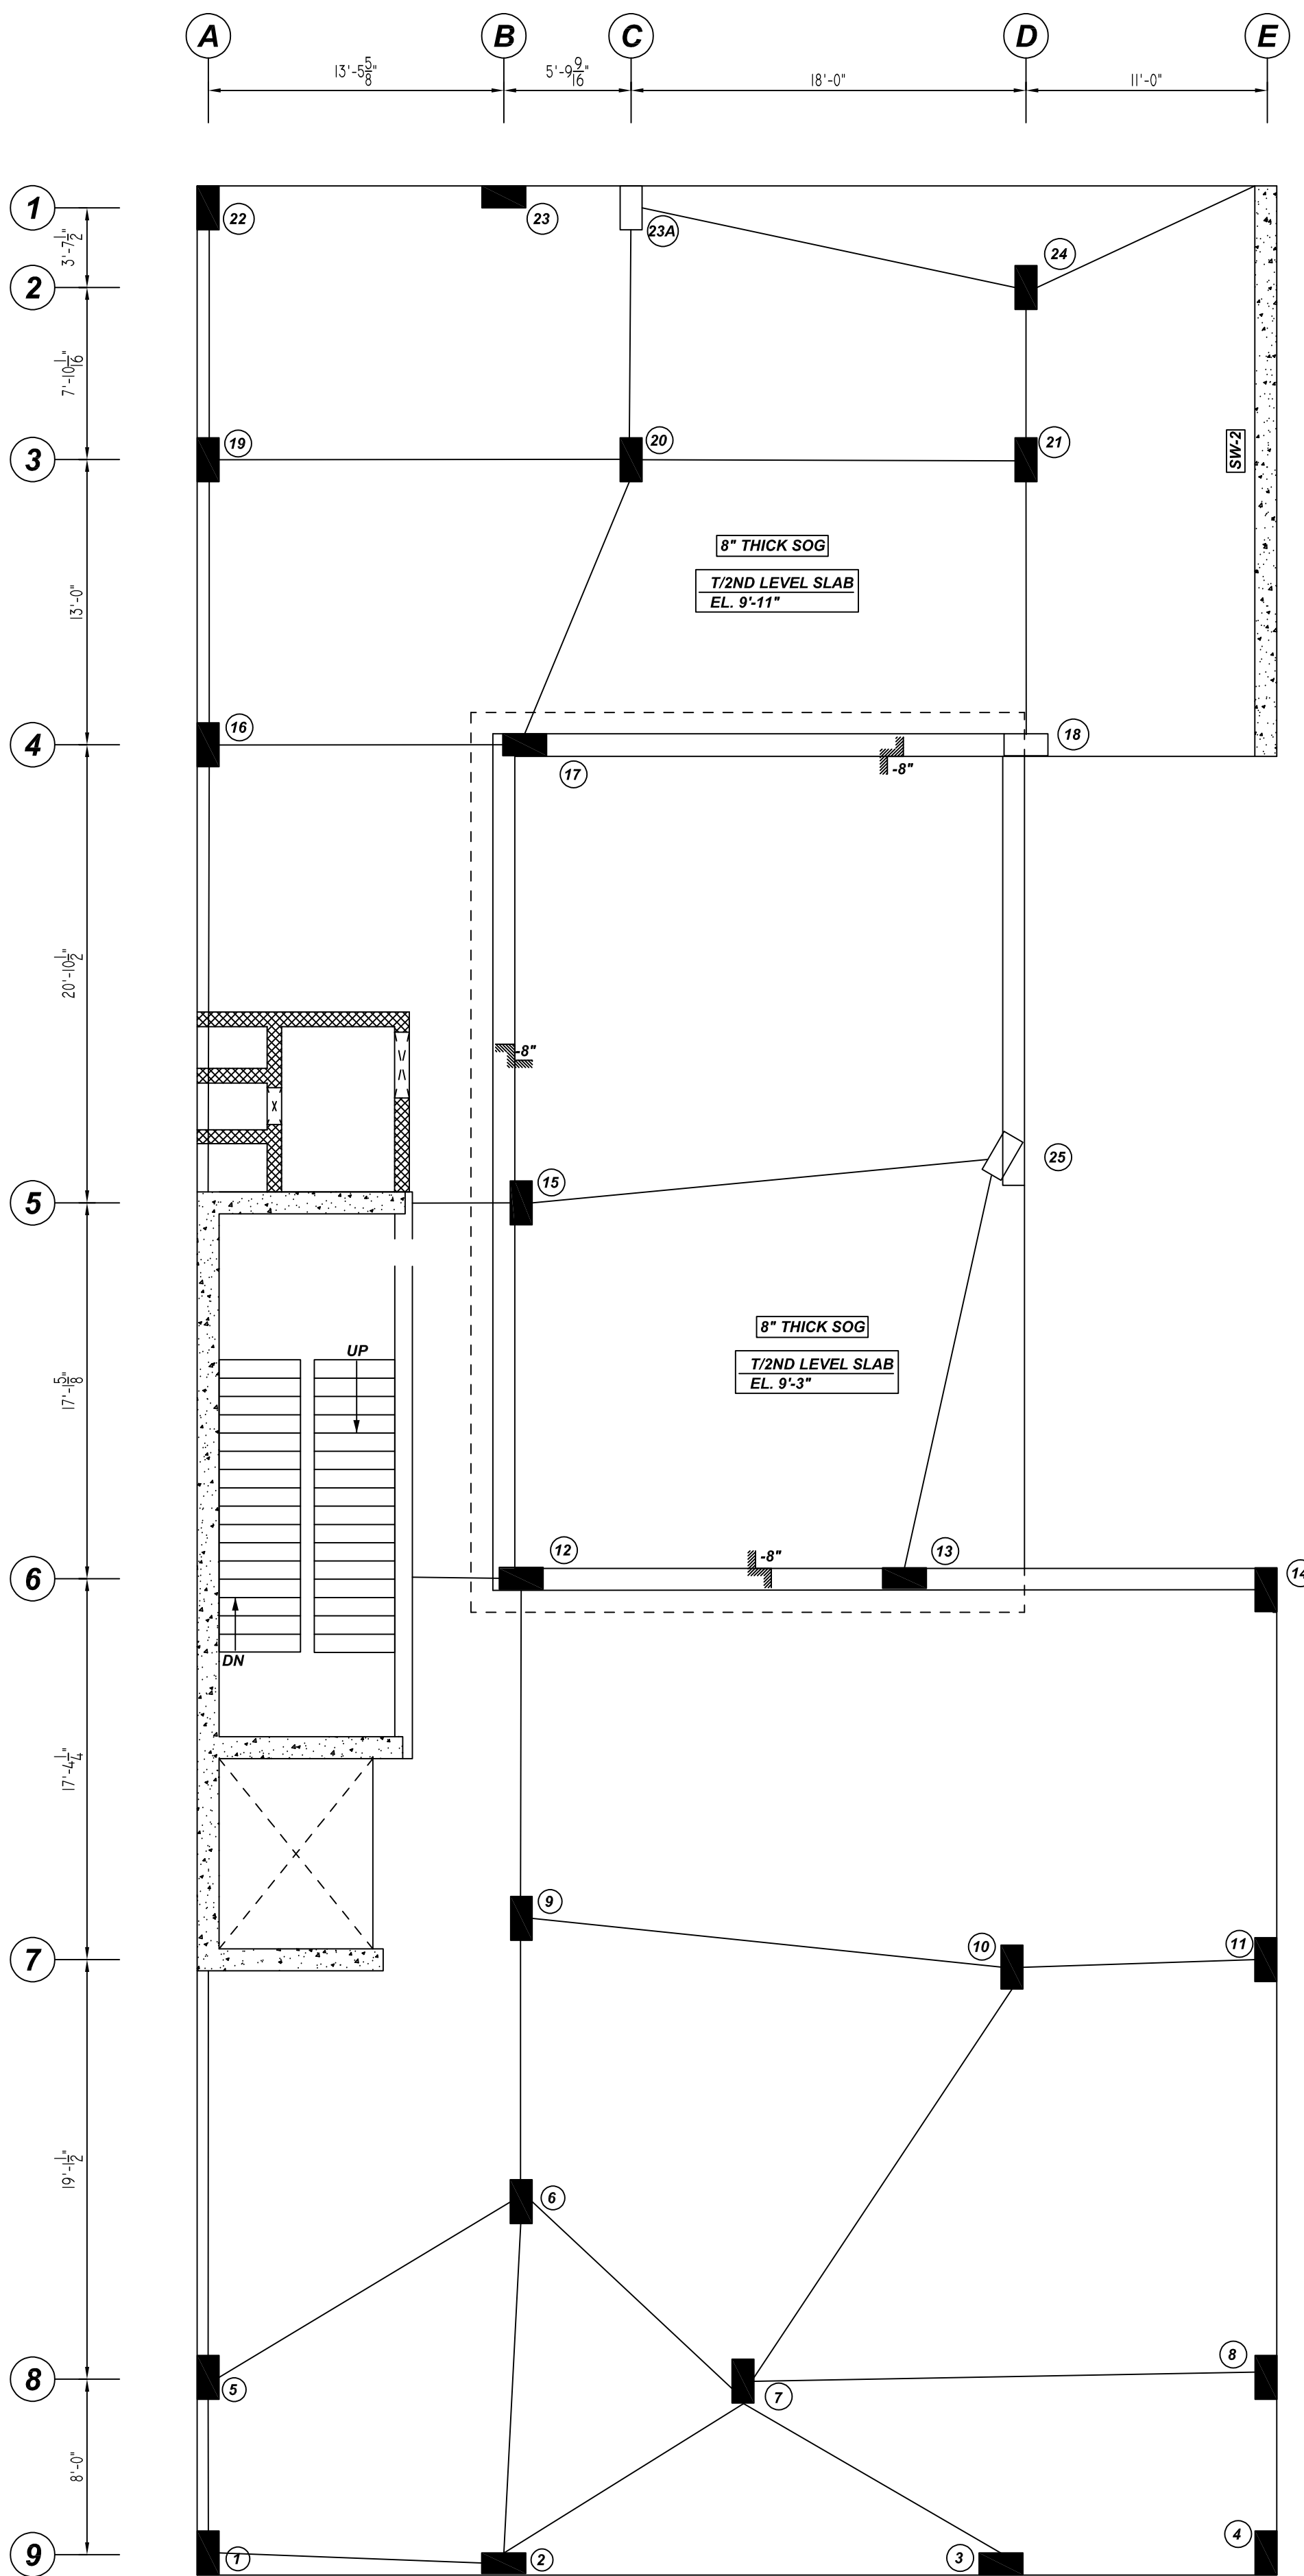 A B C D E
13'-5 5/8" 5'-9 9/16" 18'-0" 11'-0"
1
22 23 23A
3'-7 1/2"
24
2
7'-10 1/16"
19 20 21
SW-2
3
8" THICK SOG
T/2ND LEVEL SLAB
EL. 9'-11"
13'-0"
16 18
4
17 -8"
20'-10 1/2"
-8"
25
15
5
8" THICK SOG
UP
T/2ND LEVEL SLAB
EL. 9'-3"
17'-1 5/8"
12 -8" 13
14
6
DN
17'-4 1/4"
9
10 11
7
19'-1 1/2"
6
8
8
5 7
8'-0"
4
9
1 2 3